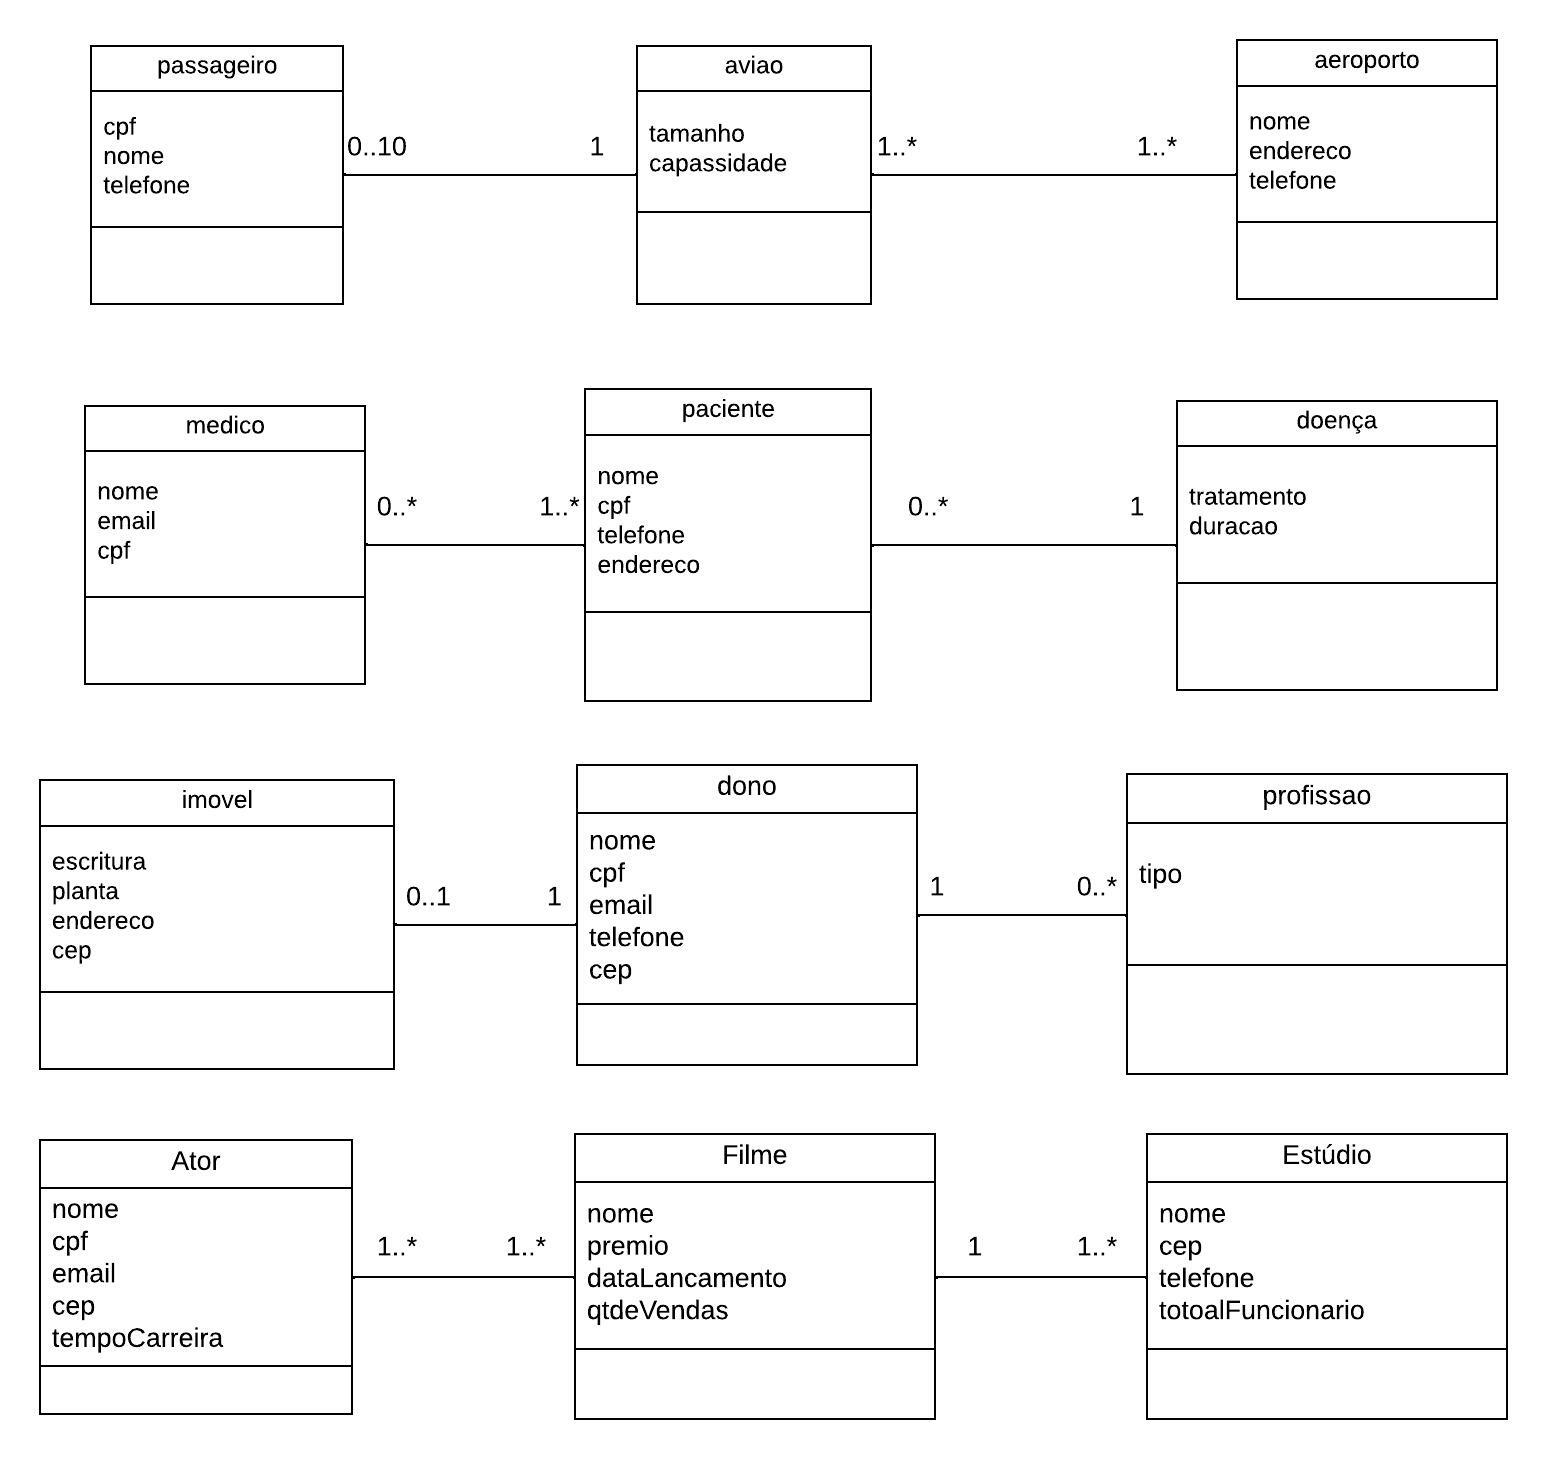 passageiro
cpf
nome
telefone
0..10
1
aviao
tamanho
capassidade
1..*
1..*
aeroporto
nome
endereco
telefone
medico
nome
email
cpf
0..*
1..*
paciente
nome
cpf
telefone
endereco
0..*
1
doença
tratamento
duracao
imovel
escritura
planta
endereco
cep
0..1
1
dono
nome
cpf
email
telefone
cep
1
0..*
profissao
tipo
Ator
nome
cpf
email
cep
tempoCarreira
1..*
1..*
Filme
nome
premio
dataLancamento
qtdeVendas
1
1..*
Estúdio
nome
cep
telefone
totoalFuncionario